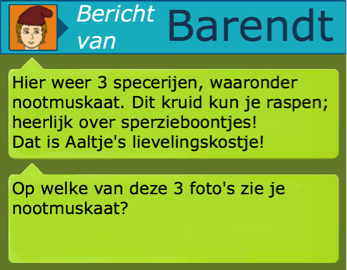 Bericht
van
Barendt
Hier weer 3 specerijen, waaronder
nootmuskaat. Dit kruid kun je raspen;
heerlijk over sperzieboontjes!
Dat is Aaltje's lievelingskostje!
Op welke van deze 3 foto's zie je
nootmuskaat?